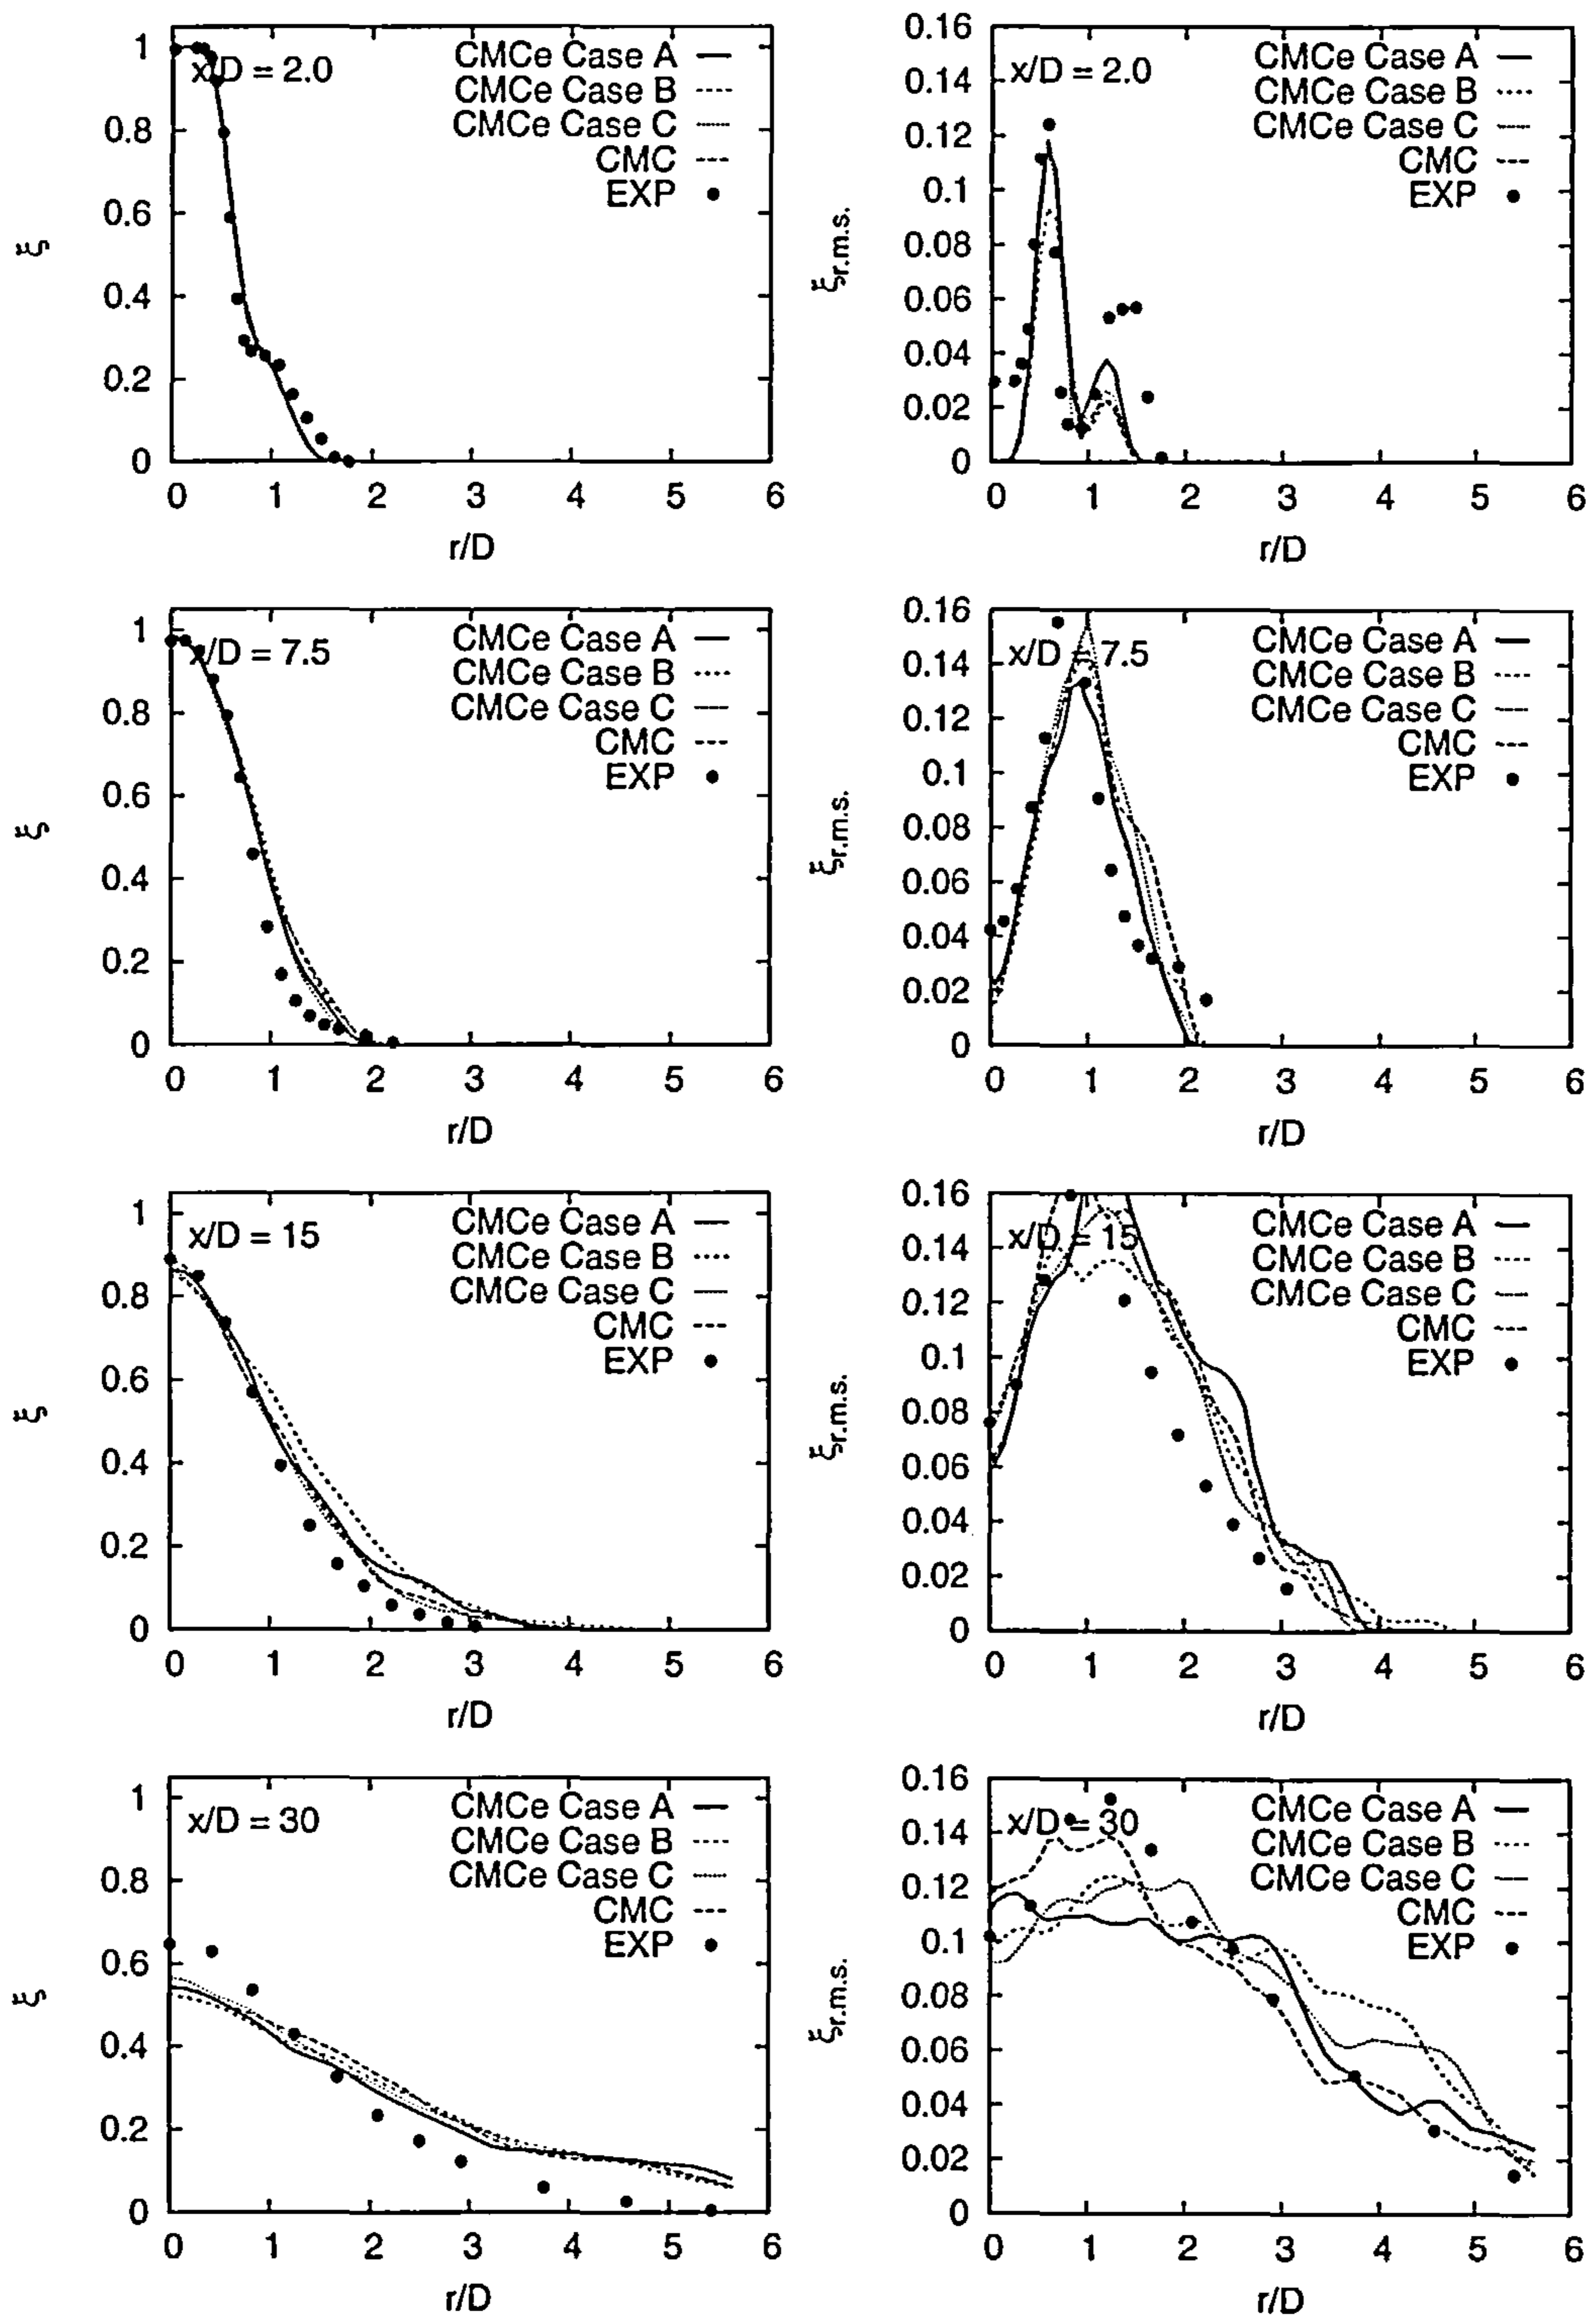 x/D = 2.0
CMCe Case A
CMCe Case B
CMCe Case C
CMC
EXP
1
0.8
0.6
0.4
0.2
0
ξ
0 1 2 3 4 5 6
r/D
x/D = 2.0
CMCe Case A
CMCe Case B
CMCe Case C
CMC
EXP
0.16
0.14
0.12
0.1
0.08
0.06
0.04
0.02
0
ξr.m.s.
0 1 2 3 4 5 6
r/D
x/D = 7.5
CMCe Case A
CMCe Case B
CMCe Case C
CMC
EXP
1
0.8
0.6
0.4
0.2
0
ξ
0 1 2 3 4 5 6
r/D
x/D = 7.5
CMCe Case A
CMCe Case B
CMCe Case C
CMC
EXP
0.16
0.14
0.12
0.1
0.08
0.06
0.04
0.02
0
ξr.m.s.
0 1 2 3 4 5 6
r/D
x/D = 15
CMCe Case A
CMCe Case B
CMCe Case C
CMC
EXP
1
0.8
0.6
0.4
0.2
0
ξ
0 1 2 3 4 5 6
r/D
x/D = 15
CMCe Case A
CMCe Case B
CMCe Case C
CMC
EXP
0.16
0.14
0.12
0.1
0.08
0.06
0.04
0.02
0
ξr.m.s.
0 1 2 3 4 5 6
r/D
x/D = 30
CMCe Case A
CMCe Case B
CMCe Case C
CMC
EXP
1
0.8
0.6
0.4
0.2
0
ξ
0 1 2 3 4 5 6
r/D
x/D = 30
CMCe Case A
CMCe Case B
CMCe Case C
CMC
EXP
0.16
0.14
0.12
0.1
0.08
0.06
0.04
0.02
0
ξr.m.s.
0 1 2 3 4 5 6
r/D